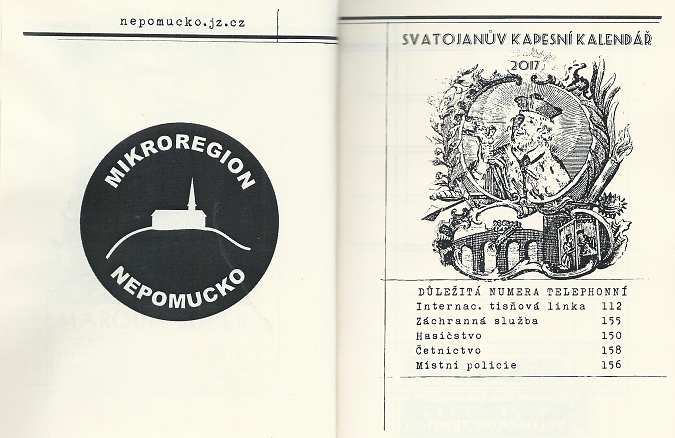 nepomucko.jz.cz
MIKROREGION
NEPOMUCKO
SVATOJANŮV KAPESNÍ KALENDÁŘ
2017
DŮLEŽITÁ NUMERA TELEPHONNÍ
Internac. tisňová linka 112
Záchranná služba 155
Hasičstvo 150
Četnictvo 158
Místní policie 156